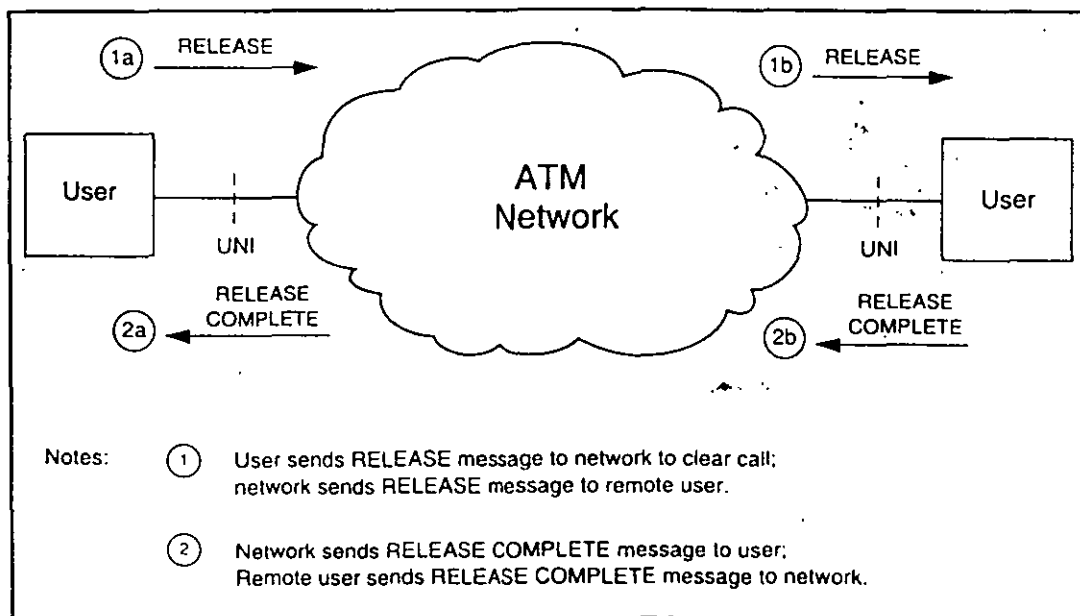 1a RELEASE
1b RELEASE
User
ATM
Network
User
UNI
UNI
2a RELEASE
COMPLETE
2b RELEASE
COMPLETE
Notes:
1 User sends RELEASE message to network to clear call;
network sends RELEASE message to remote user.
2 Network sends RELEASE COMPLETE message to user;
Remote user sends RELEASE COMPLETE message to network.